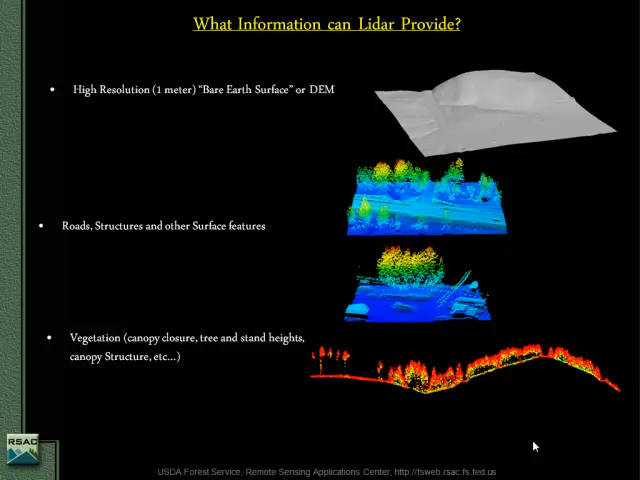 What Information can Lidar Provide?
• High Resolution (1 meter) “Bare Earth Surface” or DEM
• Roads, Structures and other Surface features
• Vegetation (canopy closure, tree and stand heights,
canopy Structure, etc...)
RSAC
USDA Forest Service, Remote Sensing Applications Center, http://fsweb.rsac.fs.fed.us